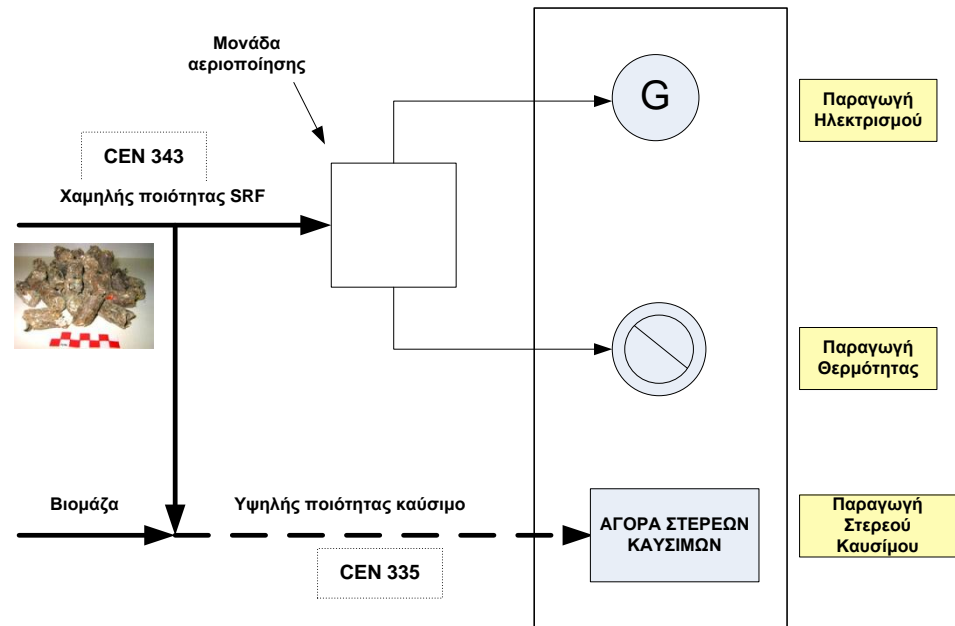 Μονάδα
αεριοποίησης
G
Παραγωγή
Ηλεκτρισμού
CEN 343
Χαμηλής ποιότητας SRF
Παραγωγή
Θερμότητας
Βιομάζα
Υψηλής ποιότητας καύσιμο
CEN 335
ΑΓΟΡΑ ΣΤΕΡΕΩΝ
ΚΑΥΣΙΜΩΝ
Παραγωγή
Στερεού
Καυσίμου